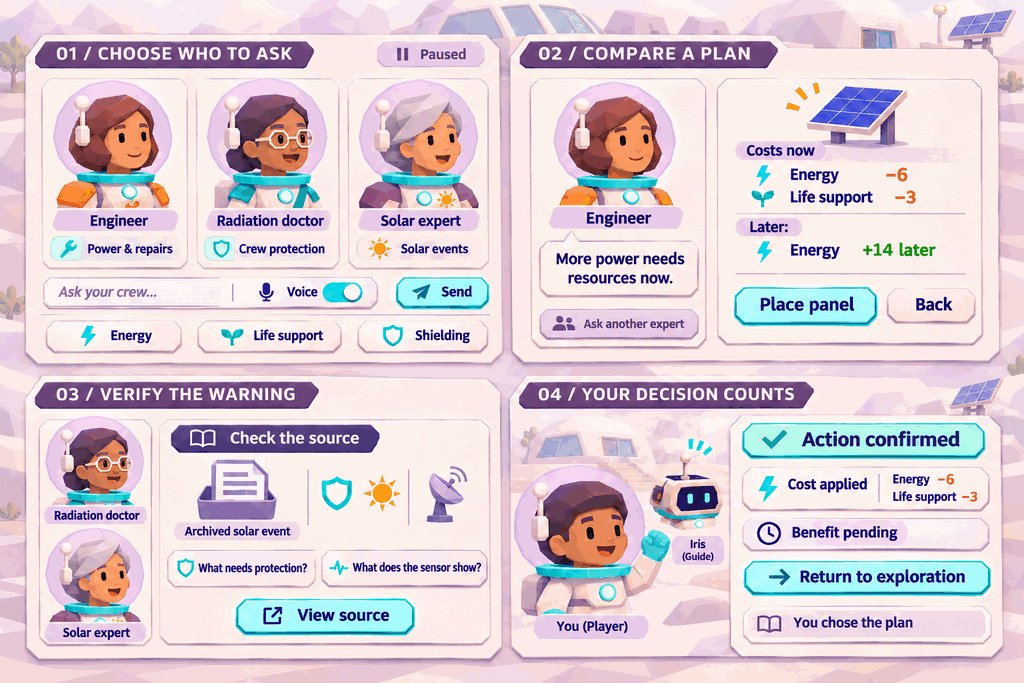 01 / CHOOSE WHO TO ASK
Paused
Engineer
Power & repairs
Radiation doctor
Crew protection
Solar expert
Solar events
Ask your crew...
Voice
Send
Energy
Life support
Shielding
02 / COMPARE A PLAN
Engineer
More power needs
resources now.
Ask another expert
Costs now
Energy −6
Life support −3
Later:
Energy +14 later
Place panel
Back
03 / VERIFY THE WARNING
Radiation doctor
Solar expert
Check the source
Archived solar event
What needs protection?
What does the sensor show?
View source
04 / YOUR DECISION COUNTS
You (Player)
Iris
(Guide)
Action confirmed
Cost applied
Energy −6
Life support −3
Benefit pending
Return to exploration
You chose the plan